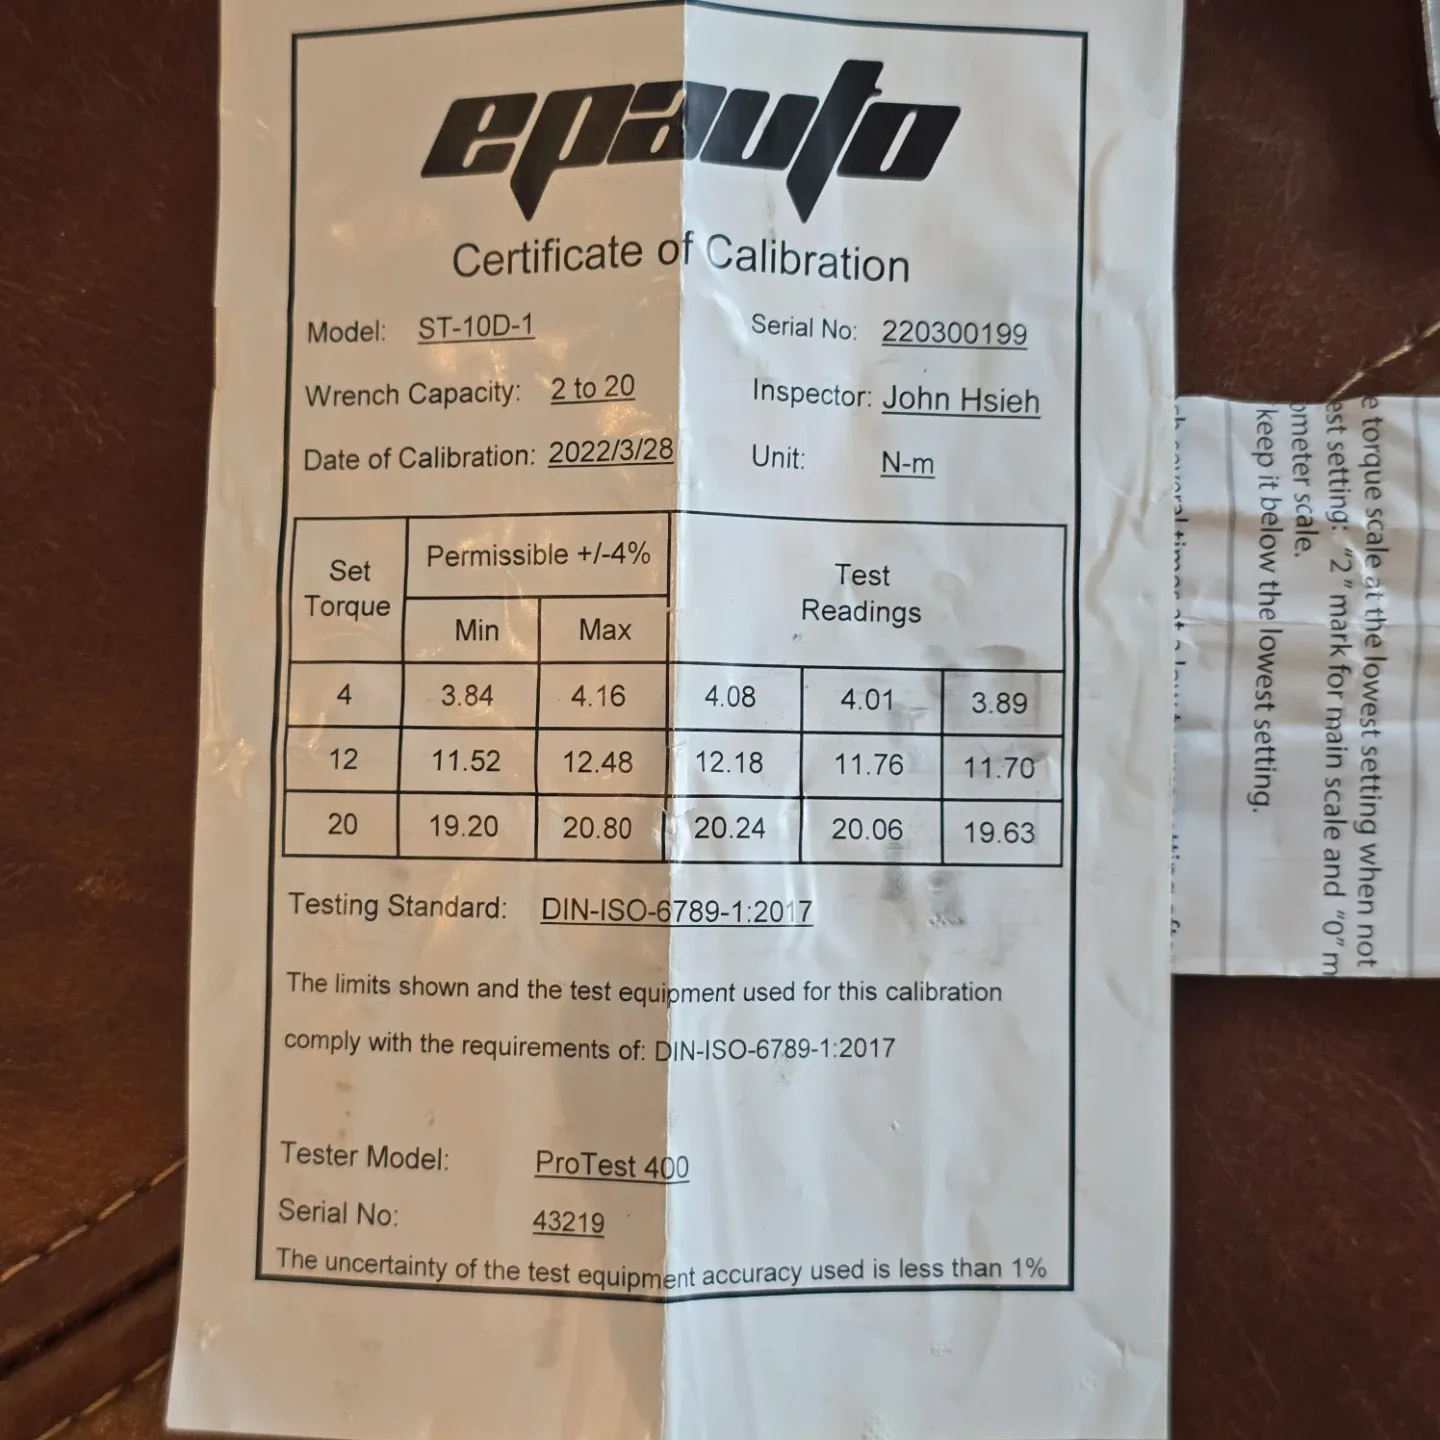 epauto
Certificate of Calibration
Model: ST-10D-1 Serial No: 220300199
Wrench Capacity: 2 to 20 Inspector: John Hsieh
Date of Calibration: 2022/3/28 Unit: N-m
Set Torque Permissible +/-4% Test Readings
Min Max
4 3.84 4.16 4.08 4.01 3.89
12 11.52 12.48 12.18 11.76 11.70
20 19.20 20.80 20.24 20.06 19.63
Testing Standard: DIN-ISO-6789-1:2017
The limits shown and the test equipment used for this calibration
comply with the requirements of: DIN-ISO-6789-1:2017
Tester Model: ProTest 400
Serial No: 43219
The uncertainty of the test equipment accuracy used is less than 1%
e torque scale at the lowest setting when not
est setting: "2" mark for main scale and "0" m
ometer scale.
keep it below the lowest setting.